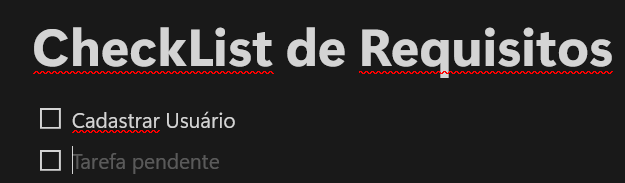 CheckList de Requisitos
Cadastrar Usuário
Tarefa pendente